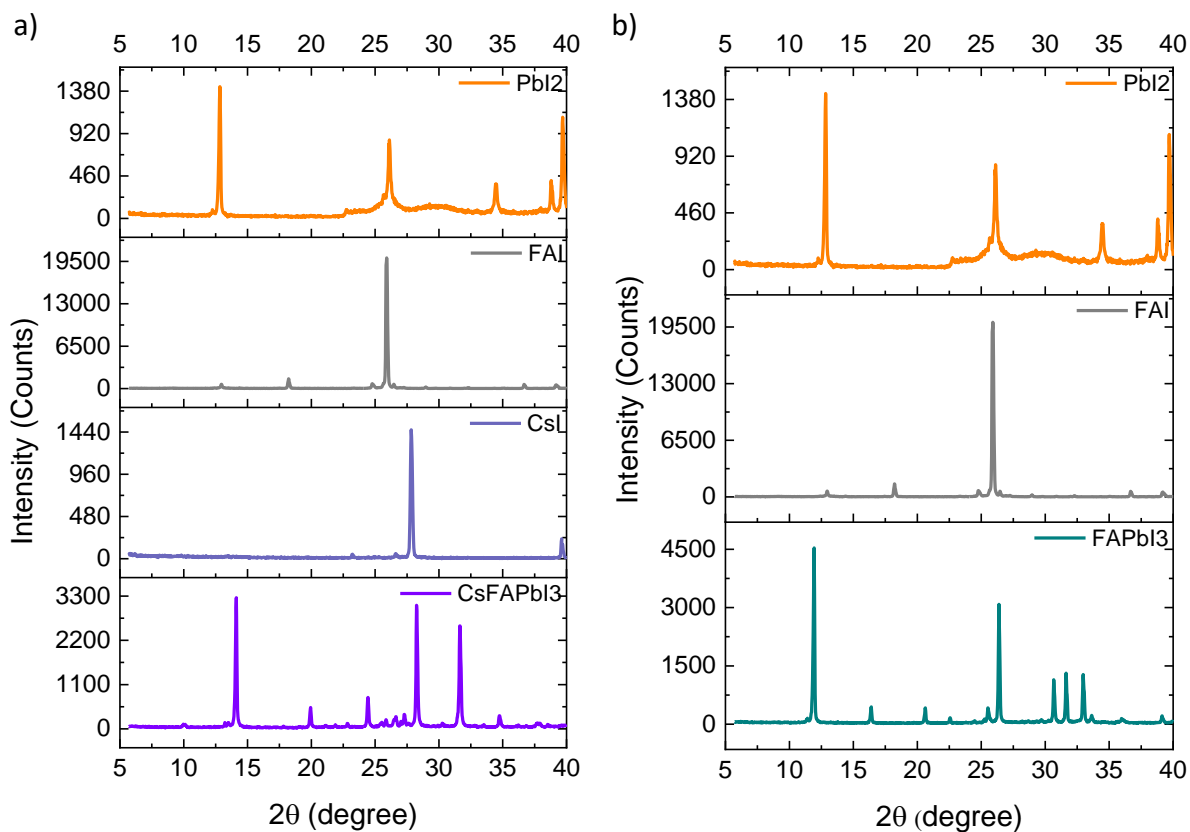 a)
5 10 15 20 25 30 35 40
PbI2
1380
920
460
0
FAI
19500
13000
6500
0
CsI
1440
960
480
0
CsFAPbI3
3300
2200
1100
0
5 10 15 20 25 30 35 40
2θ (degree)
Intensity (Counts)
b)
5 10 15 20 25 30 35 40
PbI2
1380
920
460
0
FAI
19500
13000
6500
0
FAPbI3
4500
3000
1500
0
5 10 15 20 25 30 35 40
2θ (degree)
Intensity (Counts)